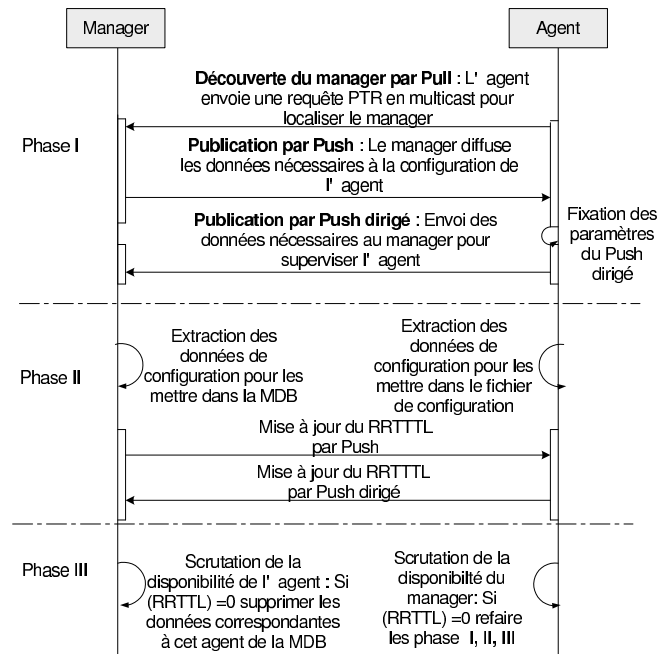 Manager
Agent
Découverte du manager par Pull : L' agent
envoie une requête PTR en multicast pour
localiser le manager
Phase I
Publication par Push : Le manager diffuse
les données nécessaires à la configuration de
l' agent
Publication par Push dirigé : Envoi des
données nécessaires au manager pour
superviser l' agent
Fixation des
paramètres
du Push
dirigé
Phase II
Extraction des
données de
configuration pour les
mettre dans la MDB
Extraction des
données de
configuration pour les
mettre dans le fichier
de configuration
Mise à jour du RRTTTL
par Push
Mise à jour du RRTTTL
par Push dirigé
Phase III
Scrutation de la
disponibilité de l' agent : Si
(RRTTL) =0 supprimer les
données correspondantes
à cet agent de la MDB
Scrutation de la
disponibilté du
manager: Si
(RRTTL) =0 refaire
les phase I, II, III